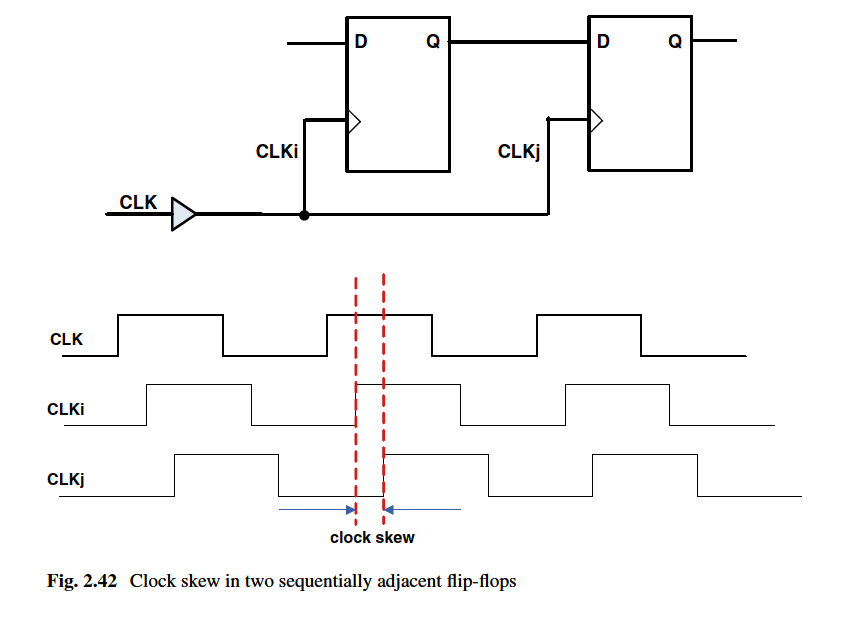 D Q D Q
CLKi CLKj
CLK
CLK
CLKi
CLKj
clock skew
Fig. 2.42 Clock skew in two sequentially adjacent flip-flops